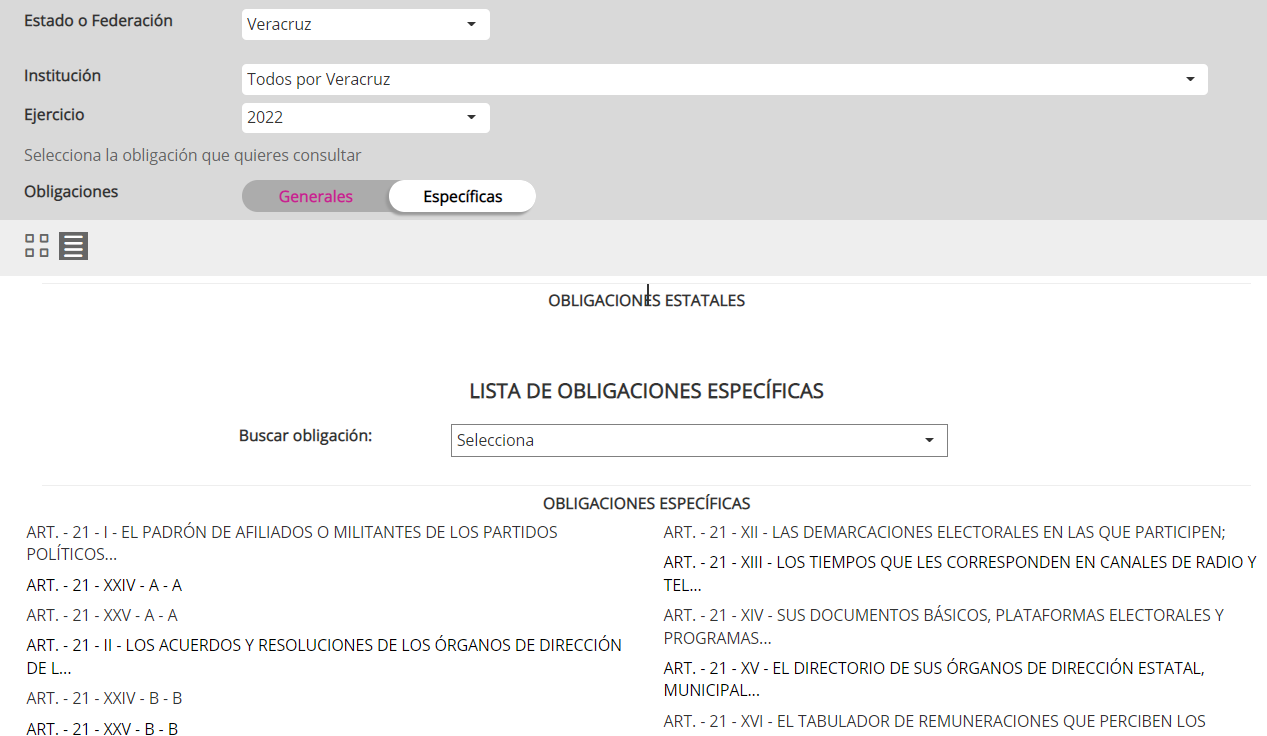 Estado o Federación
Veracruz
Institución
Todos por Veracruz
Ejercicio
2022
Selecciona la obligación que quieres consultar
Obligaciones
Generales
Específicas
OBLIGACIONES ESTATALES
LISTA DE OBLIGACIONES ESPECÍFICAS
Buscar obligación:
Selecciona
OBLIGACIONES ESPECÍFICAS
ART. - 21 - I - EL PADRÓN DE AFILIADOS O MILITANTES DE LOS PARTIDOS
POLÍTICOS...
ART. - 21 - XXIV - A - A
ART. - 21 - XXV - A - A
ART. - 21 - II - LOS ACUERDOS Y RESOLUCIONES DE LOS ÓRGANOS DE DIRECCIÓN
DE L...
ART. - 21 - XXIV - B - B
ART. - 21 - XXV - B - B
ART. - 21 - XII - LAS DEMARCACIONES ELECTORALES EN LAS QUE PARTICIPEN;
ART. - 21 - XIII - LOS TIEMPOS QUE LES CORRESPONDEN EN CANALES DE RADIO Y
TEL...
ART. - 21 - XIV - SUS DOCUMENTOS BÁSICOS, PLATAFORMAS ELECTORALES Y
PROGRAMAS...
ART. - 21 - XV - EL DIRECTORIO DE SUS ÓRGANOS DE DIRECCIÓN ESTATAL,
MUNICIPAL...
ART. - 21 - XVI - EL TABULADOR DE REMUNERACIONES QUE PERCIBEN LOS